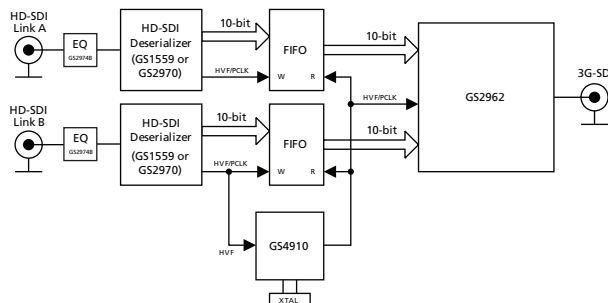 HD-SDI
Link A
EQ
GS2974B
HD-SDI
Deserializer
(GS1559 or
GS2970)
10-bit
HVF/PCLK
FIFO
W
R
10-bit
GS2962
HVF/PCLK
3G-SDI
HD-SDI
Link B
EQ
GS2974B
HD-SDI
Deserializer
(GS1559 or
GS2970)
10-bit
HVF/PCLK
FIFO
W
R
10-bit
HVF
GS4910
XTAL